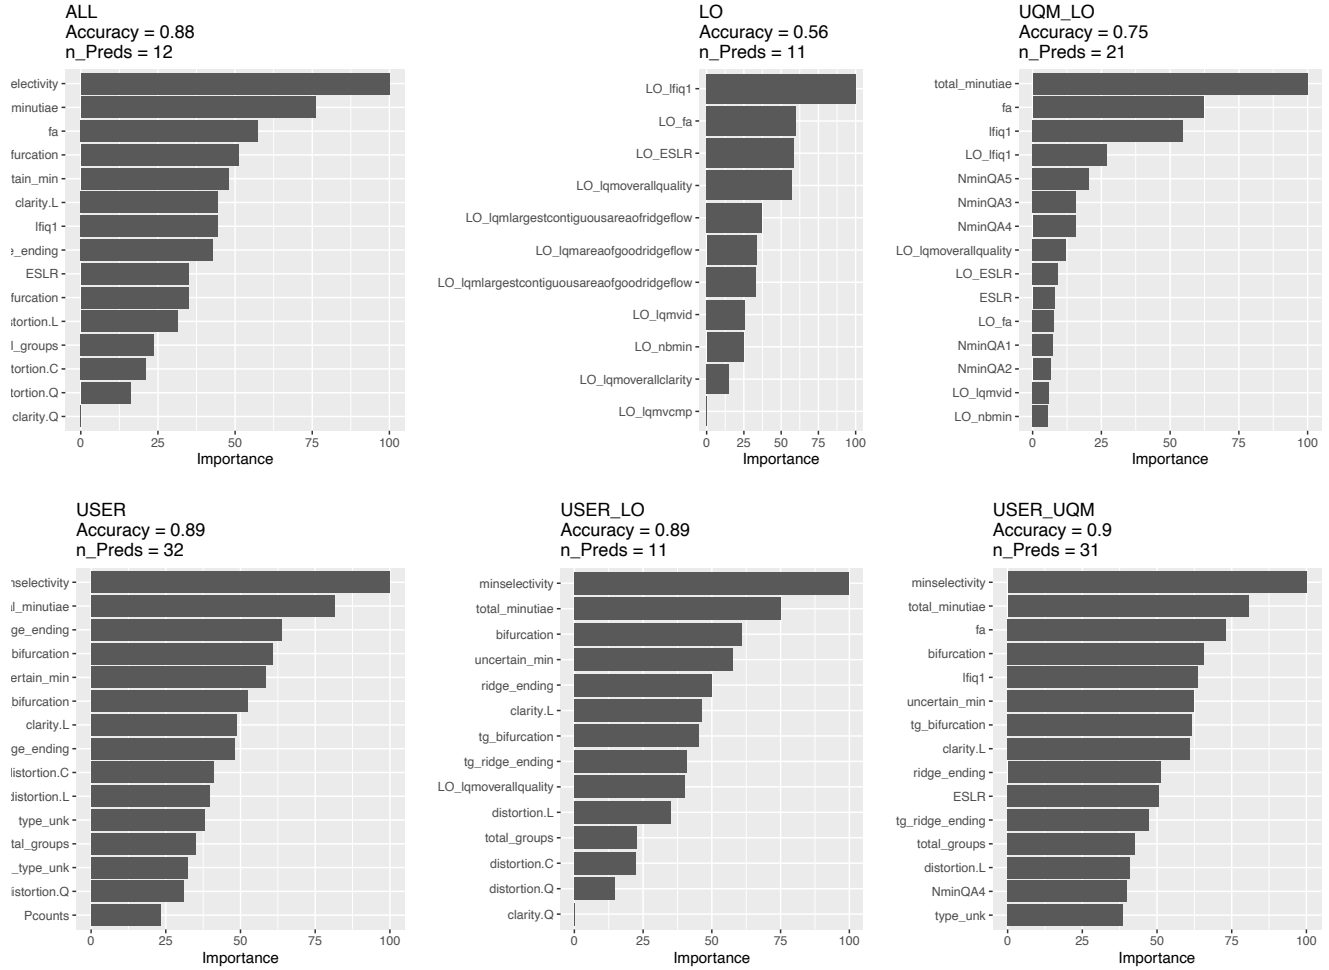 ALL
Accuracy = 0.88
n_Preds = 12
electivity
minutiae
fa
furcation
tain_min
clarity.L
lfiq1
e_ending
ESLR
furcation
stortion.L
l_groups
tortion.C
tortion.Q
clarity.Q
0 25 50 75 100
Importance
LO
Accuracy = 0.56
n_Preds = 11
LO_lfiq1
LO_fa
LO_ESLR
LO_lqmoverallquality
LO_lqmlargestcontiguousareaofridgeflow
LO_lqmareaofgoodridgeflow
LO_lqmlargestcontiguousareaofgoodridgeflow
LO_lqmvid
LO_nbmin
LO_lqmoverallclarity
LO_lqmvcmp
0 25 50 75 100
Importance
UQM_LO
Accuracy = 0.75
n_Preds = 21
total_minutiae
fa
lfiq1
LO_lfiq1
NminQA5
NminQA3
NminQA4
LO_lqmoverallquality
LO_ESLR
ESLR
LO_fa
NminQA1
NminQA2
LO_lqmvid
LO_nbmin
0 25 50 75 100
Importance
USER
Accuracy = 0.89
n_Preds = 32
nselectivity
l_minutiae
ge_ending
bifurcation
ertain_min
bifurcation
clarity.L
ge_ending
distortion.C
distortion.L
type_unk
tal_groups
_type_unk
istortion.Q
Pcounts
0 25 50 75 100
Importance
USER_LO
Accuracy = 0.89
n_Preds = 11
minselectivity
total_minutiae
bifurcation
uncertain_min
ridge_ending
clarity.L
tg_bifurcation
tg_ridge_ending
LO_lqmoverallquality
distortion.L
total_groups
distortion.C
distortion.Q
clarity.Q
0 25 50 75 100
Importance
USER_UQM
Accuracy = 0.9
n_Preds = 31
minselectivity
total_minutiae
fa
bifurcation
lfiq1
uncertain_min
tg_bifurcation
clarity.L
ridge_ending
ESLR
tg_ridge_ending
total_groups
distortion.L
NminQA4
type_unk
0 25 50 75 100
Importance